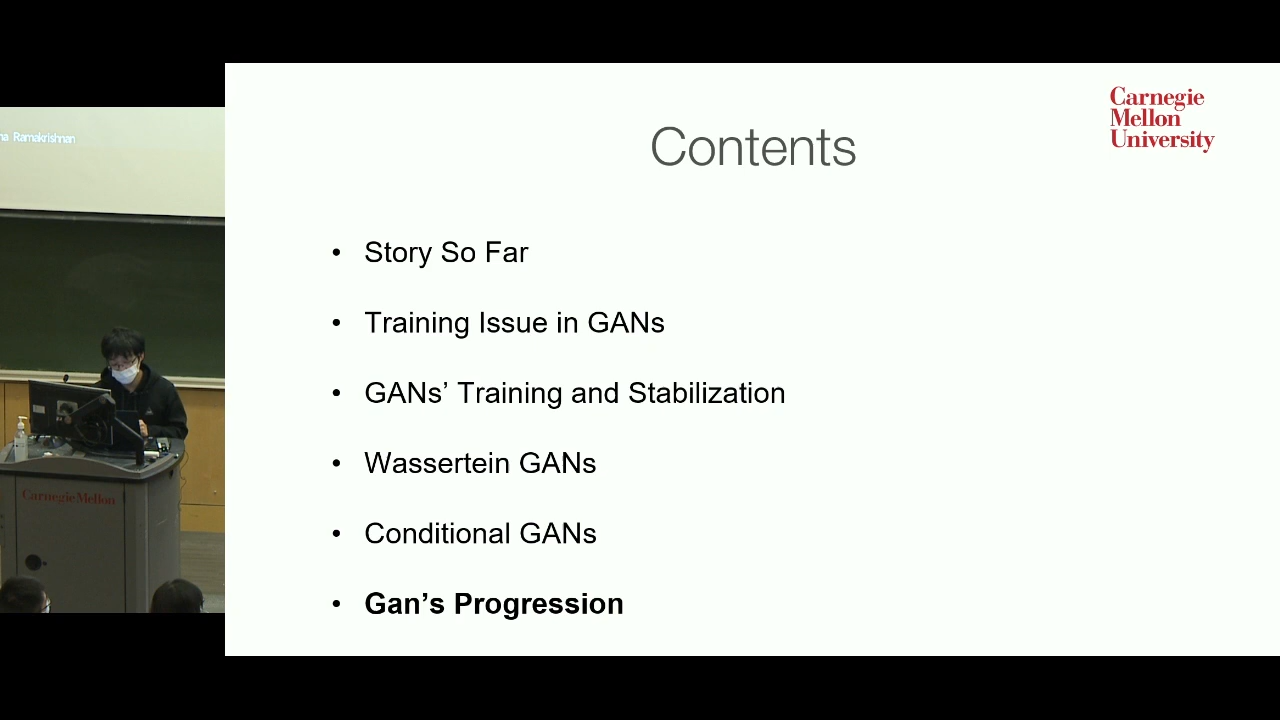 Ramakrishnan
Carnegie Mellon
Carnegie
Mellon
University
Contents
• Story So Far
• Training Issue in GANs
• GANs’ Training and Stabilization
• Wassertein GANs
• Conditional GANs
• Gan’s Progression